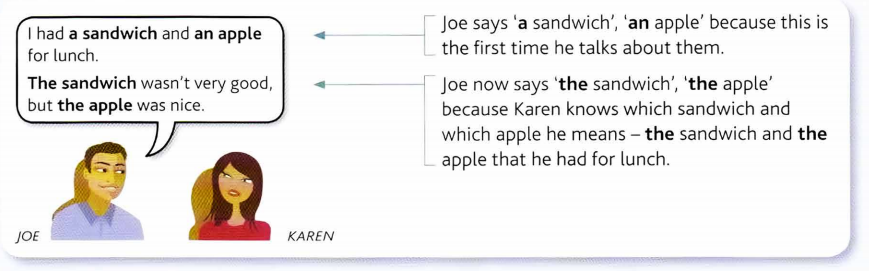 I had a sandwich and an apple
for lunch.
The sandwich wasn't very good,
but the apple was nice.
JOE
KAREN
Joe says 'a sandwich', 'an apple' because this is
the first time he talks about them.
Joe now says 'the sandwich', 'the apple'
because Karen knows which sandwich and
which apple he means – the sandwich and the
apple that he had for lunch.